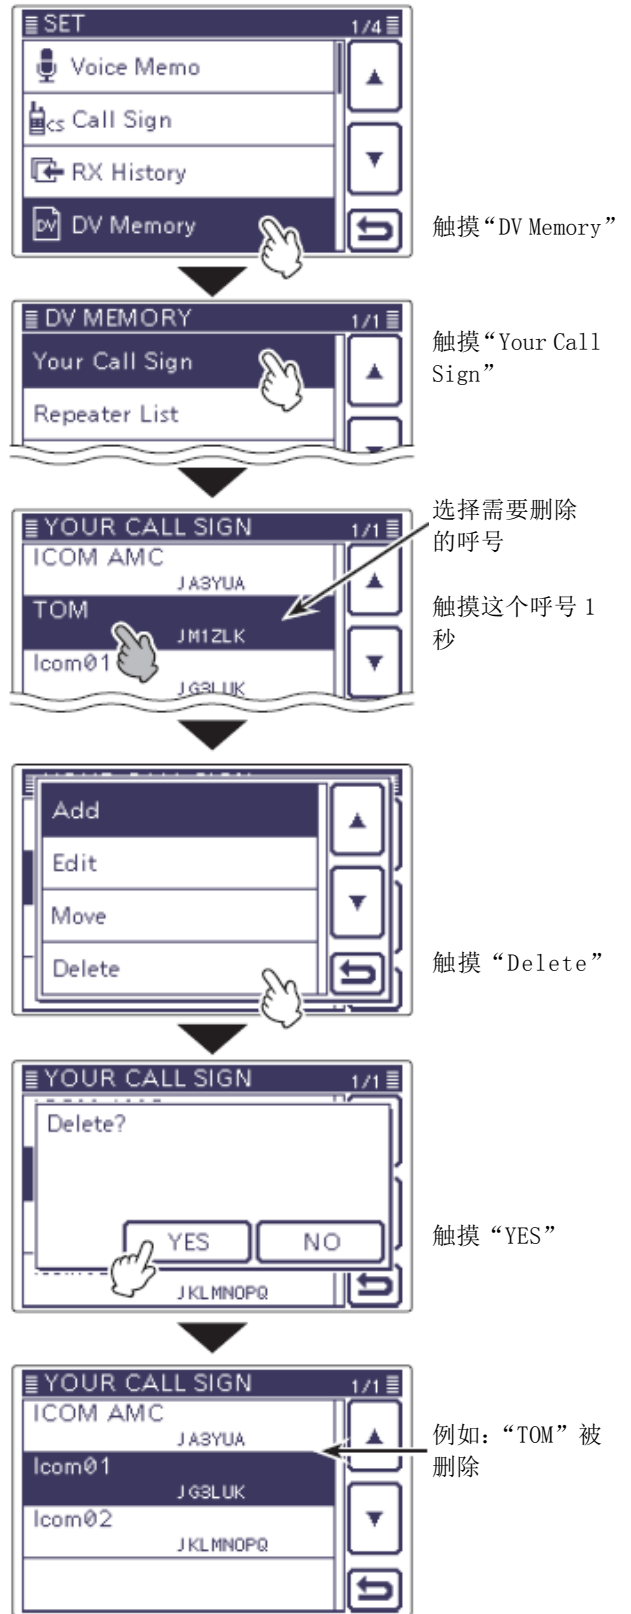 SET 1/4
Voice Memo
CS Call Sign
RX History
DV DV Memory
触摸“DV Memory”
DV MEMORY 1/1
Your Call Sign
Repeater List
触摸“Your Call
Sign”
YOUR CALL SIGN 1/1
ICOM AMC
JA3YUA
TOM
JM1ZLK
Icom01
JG3LUK
选择需要删除
的呼号
触摸这个呼号 1
秒
Add
Edit
Move
Delete
触摸 “Delete”
YOUR CALL SIGN 1/1
Delete?
YES NO
JKLMNOPQ
触摸 “YES”
YOUR CALL SIGN 1/1
ICOM AMC
JA3YUA
Icom01
JG3LUK
Icom02
JKLMNOPQ
例如：“TOM” 被
删除